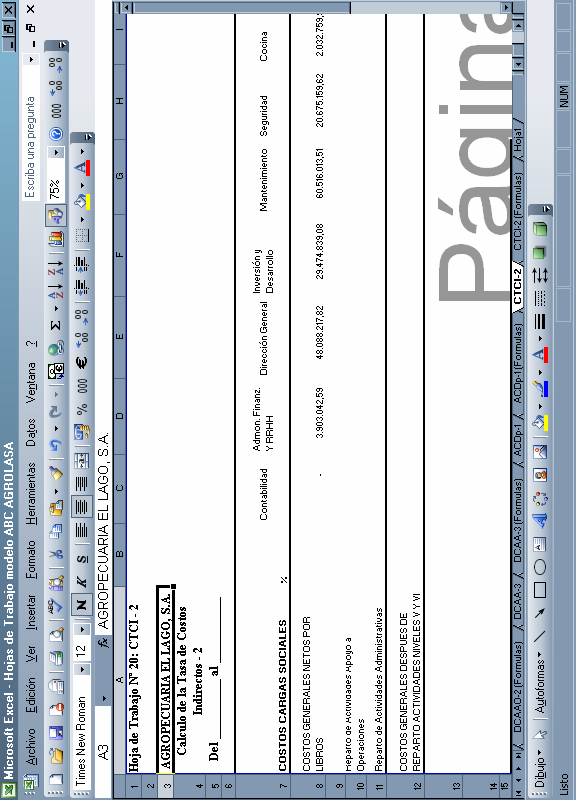 Microsoft Excel - Hojas de Trabajo modelo ABC AGROLASA
Archivo Edición Ver Insertar Formato Herramientas Datos Ventana ?
Escriba una pregunta
75%
Times New Roman 12 N K S % 000 €
A3 fx AGROPECUARIA EL LAGO, S.A.
A B C D E F G H I
1 Hoja de Trabajo Nº 20: CTCI - 2
2
3 AGROPECUARIA EL LAGO, S.A.
Calculo de la Tasa de Costos
4 Indirectos - 2
5 Del ______ al ______
6
7 COSTOS CARGAS SOCIALES % Contabilidad Admon. Finanz. Y RRHH Dirección General Inversión y Desarrollo Mantenimiento Seguridad Cocina
COSTOS GENERALES NETOS POR
8 LIBROS - 3.903.042,59 48.088.217,82 29.474.839,08 60.516.013,51 20.675.159,62 2.032.759,
9 Reparto de Actividades Apoyo a
10 Operaciones
11 Reparto de Actividades Administrativas
COSTOS GENERALES DESPUES DE
12 REPARTO ACTIVIDADES NIVELES V Y VI
13
14
15
Página
DCAAO-2 (Formulas) DCAA-3 DCAA-3 (Formulas) ACDp-1 ACDp-1(Formulas) CTCI-2 CTCI-2 (Formulas) Hoja1
Dibujo Autoformas
Listo NUM